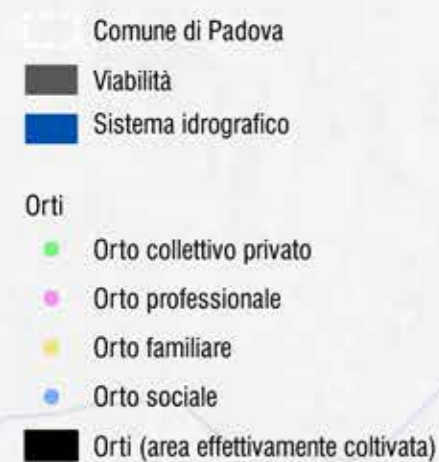 Comune di Padova
Viabilità
Sistema idrografico
Orti
Orto collettivo privato
Orto professionale
Orto familiare
Orto sociale
Orti (area effettivamente coltivata)